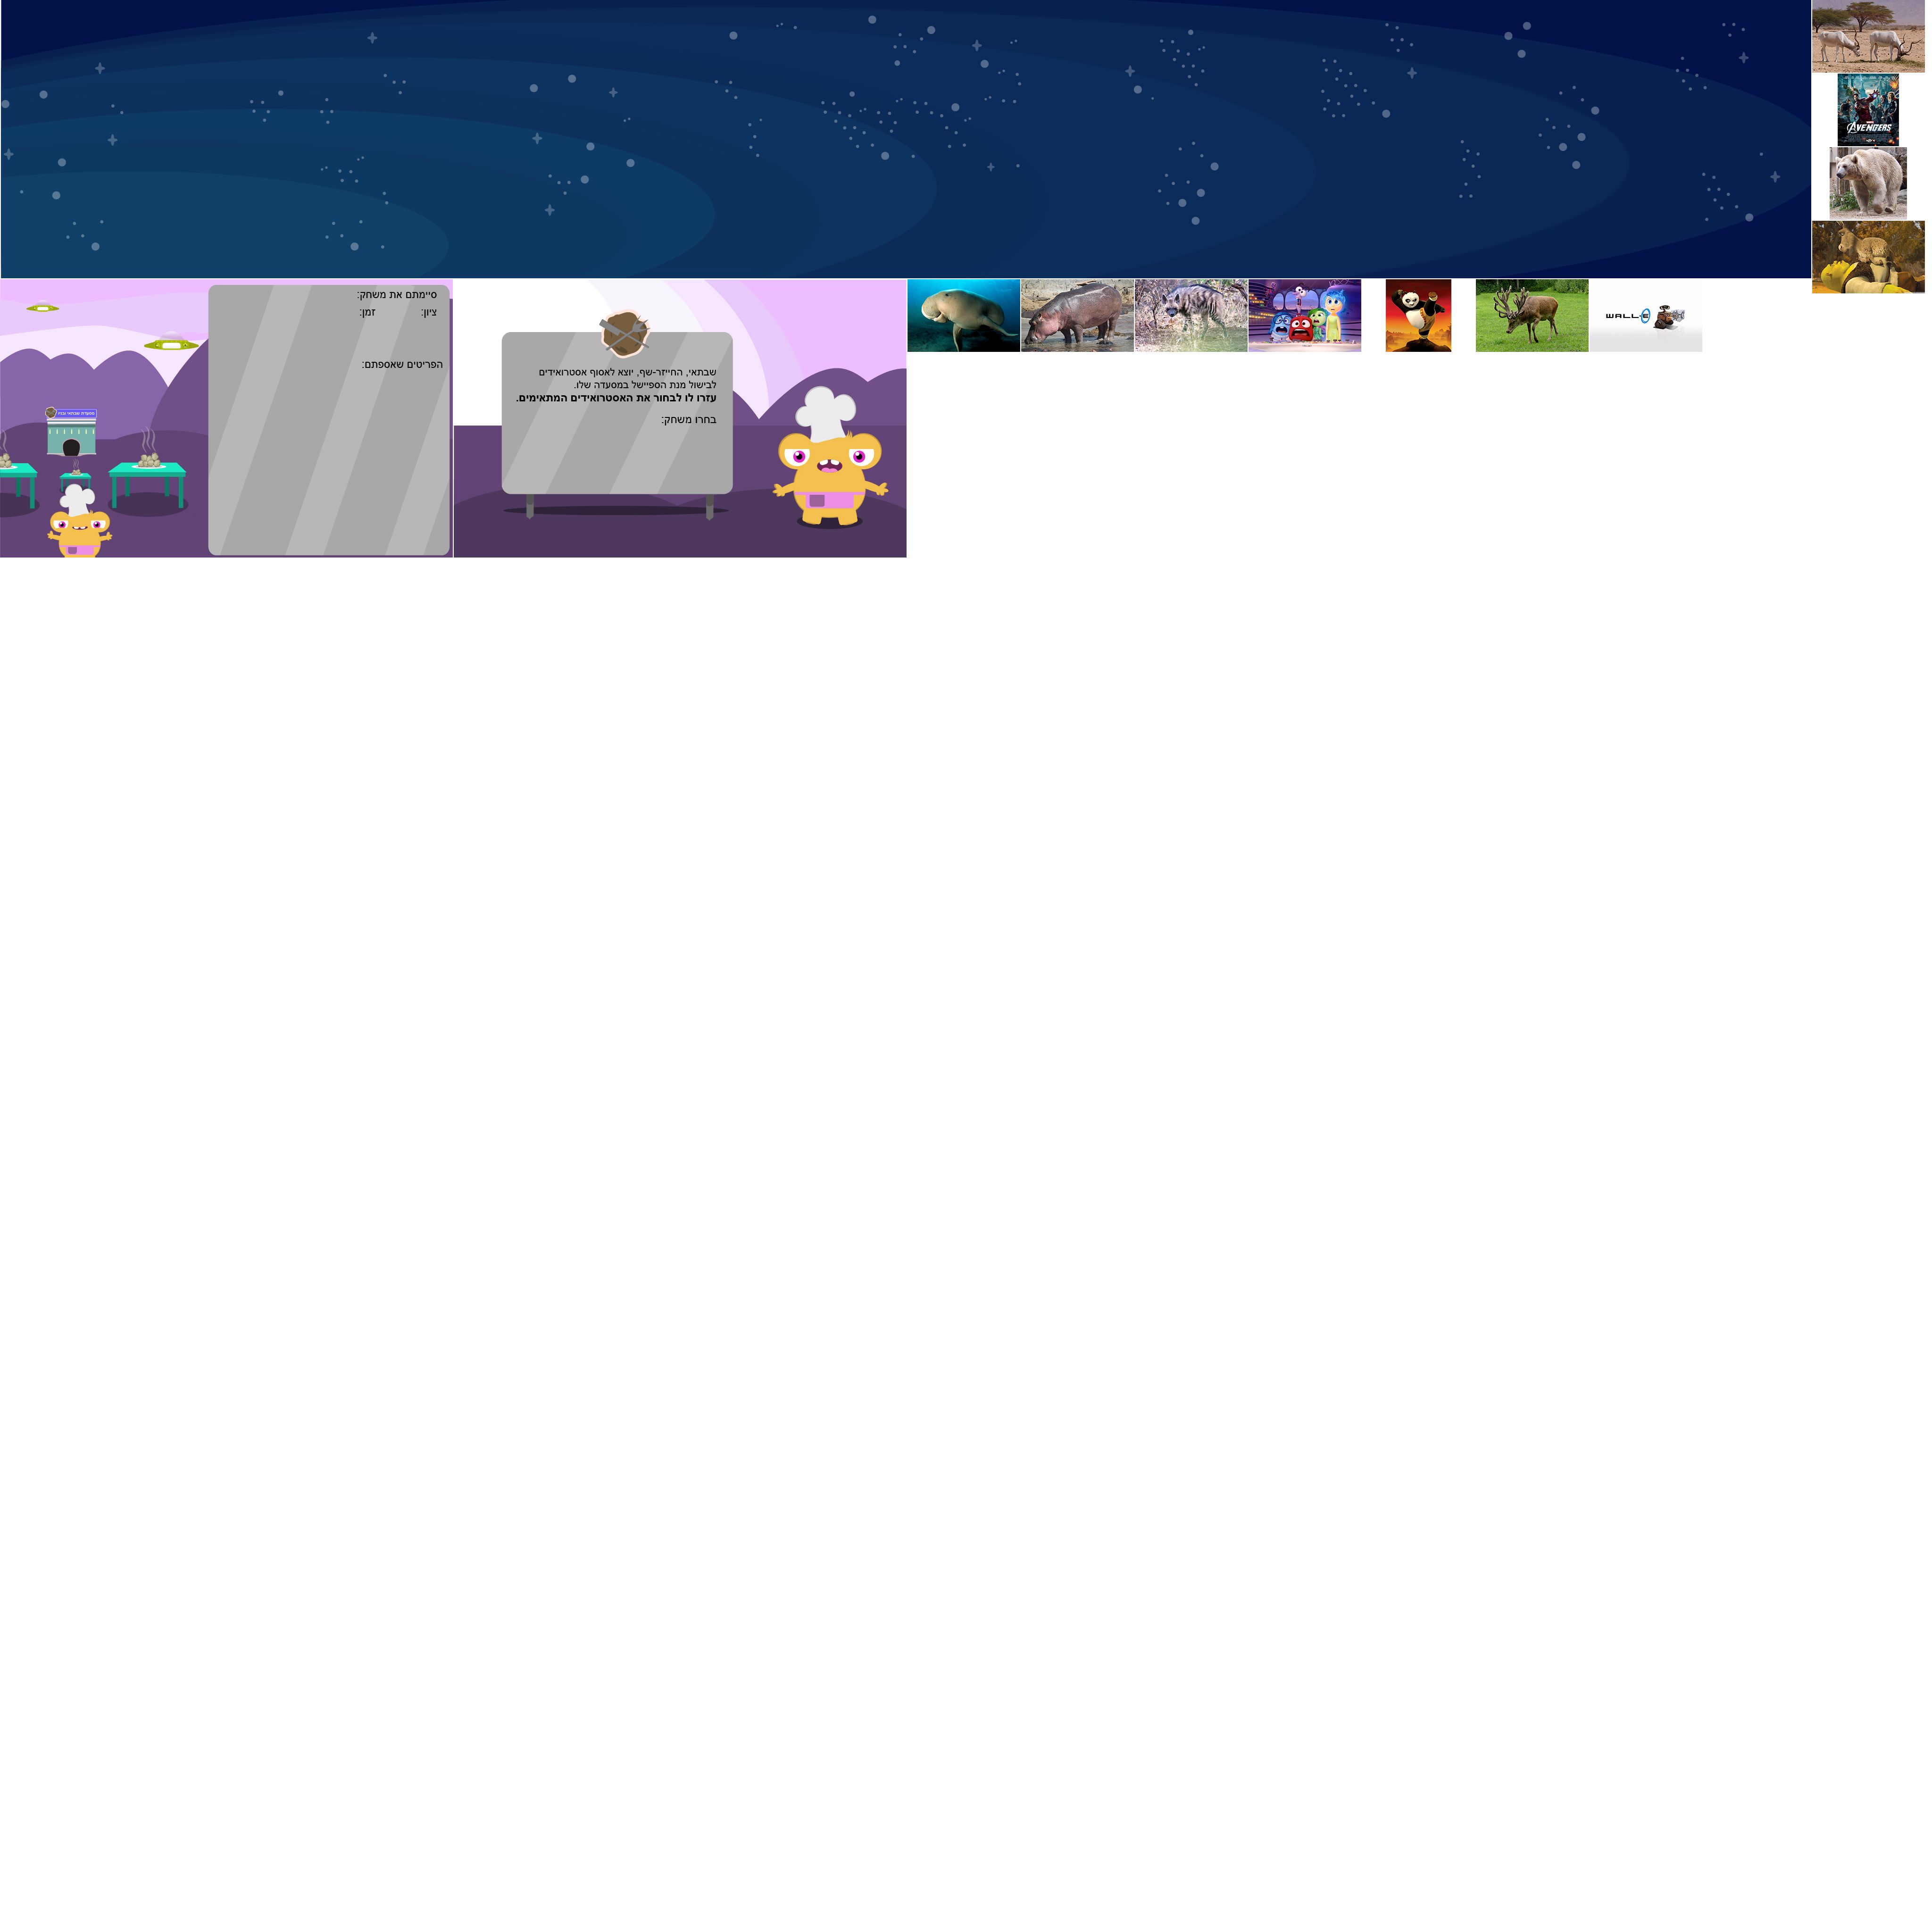 AVENGERS
סיימתם את משחק:
ציון: זמן:
הפריטים שאספתם:
שבתאי, החייזר-שף, יוצא לאסוף אסטרואידים
לבישול מנת הספיישל במסעדה שלו.
עזרו לו לבחור את האסטרואידים המתאימים.
בחרו משחק:
WALL-E